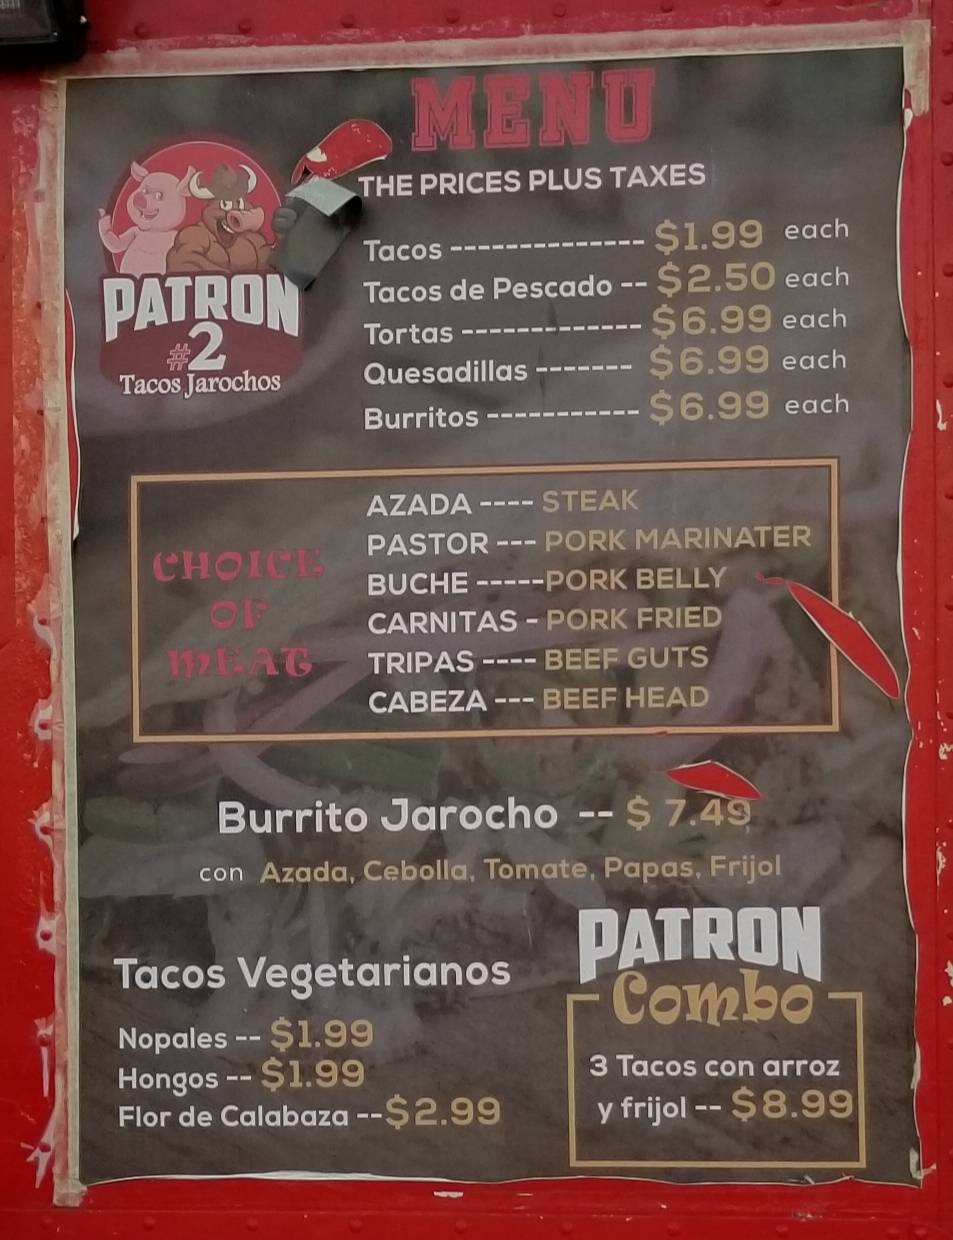 MENU
THE PRICES PLUS TAXES
PATRON
#2
Tacos Jarochos
Tacos -------------- $1.99 each
Tacos de Pescado -- $2.50 each
Tortas ------------- $6.99 each
Quesadillas ------- $6.99 each
Burritos ----------- $6.99 each
CHOICE
OF
MEAT
AZADA ---- STEAK
PASTOR --- PORK MARINATER
BUCHE -----PORK BELLY
CARNITAS - PORK FRIED
TRIPAS ---- BEEF GUTS
CABEZA --- BEEF HEAD
Burrito Jarocho -- $ 7.49
con Azada, Cebolla, Tomate, Papas, Frijol
Tacos Vegetarianos
Nopales -- $1.99
Hongos -- $1.99
Flor de Calabaza --$2.99
PATRON
Combo
3 Tacos con arroz
y frijol -- $8.99